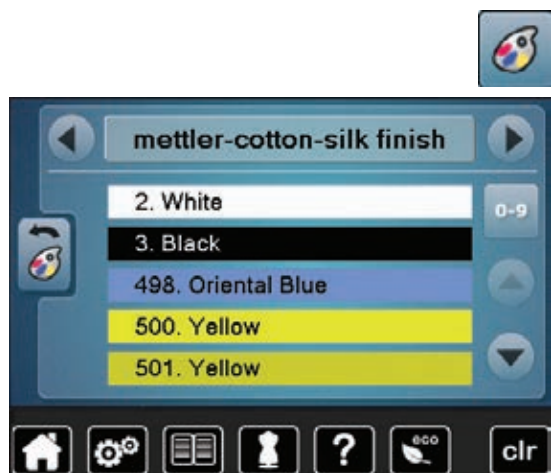 mettler-cotton-silk finish
2. White
0-9
3. Black
498. Oriental Blue
500. Yellow
501. Yellow
?
eco
clr